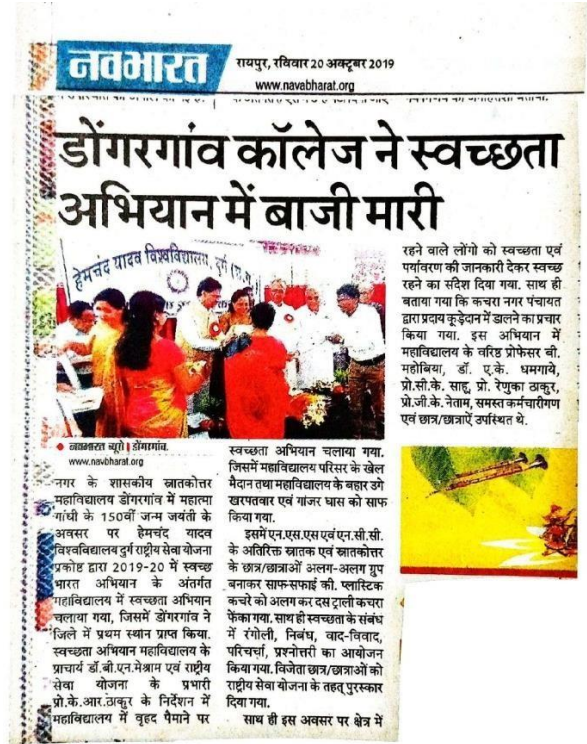 नवभारत
रायपुर, रविवार 20 अक्टूबर 2019
www.navabharat.org
डोंगरगांव कॉलेज ने स्वच्छता
अभियान में बाजी मारी
हेमचंद यादव विश्वविद्यालय, दुर्ग (छ.ग.
नवभारत ब्यूरो | डोंगरगांव.
www.navbharat.org
नगर के शासकीय स्नातकोत्तर
महाविद्यालय डोंगरगांव में महात्मा
गांधी के 150वीं जन्म जयंती के
अवसर पर हेमचंद यादव
विश्वविद्यालय दुर्ग राष्ट्रीय सेवा योजना
प्रकोष्ठ द्वारा 2019-20 में स्वच्छ
भारत अभियान के अंतर्गत
महाविद्यालय में स्वच्छता अभियान
चलाया गया, जिसमें डोंगरगांव ने
जिले में प्रथम स्थान प्राप्त किया.
स्वच्छता अभियान महाविद्यालय के
प्राचार्य डॉ.बी.एन.मेश्राम एवं राष्ट्रीय
सेवा योजना के प्रभारी
प्रो.के.आर.ठाकुर के निर्देशन में
महाविद्यालय में वृहद पैमाने पर
स्वच्छता अभियान चलाया गया.
जिसमें महाविद्यालय परिसर के खेल
मैदान तथा महाविद्यालय के बहार उगे
खरपतवार एवं गांजर घास को साफ
किया गया.
इसमें एन.एस.एस एवं एन.सी.सी.
के अतिरिक्त स्नातक एवं स्नातकोत्तर
के छात्र/छात्राओं अलग-अलग ग्रुप
बनाकर साफ-सफाई की. प्लास्टिक
कचरे को अलग कर दस ट्राली कचरा
फेंका गया. साथ ही स्वच्छता के संबंध
में रंगोली, निबंध, वाद-विवाद,
परिचर्चा, प्रश्नोत्तरी का आयोजन
किया गया. विजेता छात्र/छात्राओं को
राष्ट्रीय सेवा योजना के तहत् पुरस्कार
दिया गया.
साथ ही इस अवसर पर क्षेत्र में
रहने वाले लोंगो को स्वच्छता एवं
पर्यावरण की जानकारी देकर स्वच्छ
रहने का संदेश दिया गया. साथ ही
बताया गया कि कचरा नगर पंचायत
द्वारा प्रदाय कूड़ेदान में डालने का प्रचार
किया गया. इस अभियान में
महाविद्यालय के वरिष्ठ प्रोफेसर बी.
महोबिया, डॉ. ए.के. धमगाये,
प्रो.सी.के. साहू, प्रो. रेणुका ठाकुर,
प्रो.जी.के. नेताम, समस्त कर्मचारीगण
एवं छात्र/छात्राऐं उपस्थित थे.